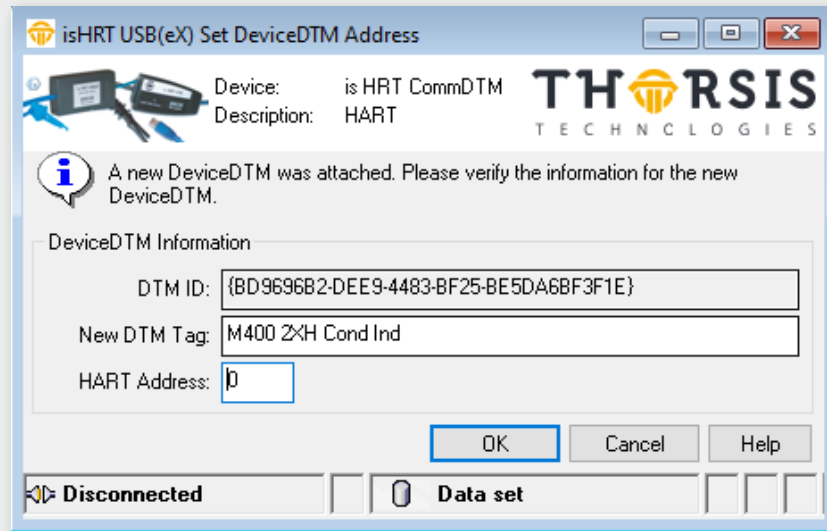 isHRT USB(eX) Set DeviceDTM Address
Device: is HRT CommDTM
Description: HART
THORSIS
TECHNOLOGIES
A new DeviceDTM was attached. Please verify the information for the new
DeviceDTM.
DeviceDTM Information
DTM ID: {BD9696B2-DEE9-4483-BF25-BE5DA6BF3F1E}
New DTM Tag: M400 2XH Cond Ind
HART Address: 0
OK Cancel Help
Disconnected Data set